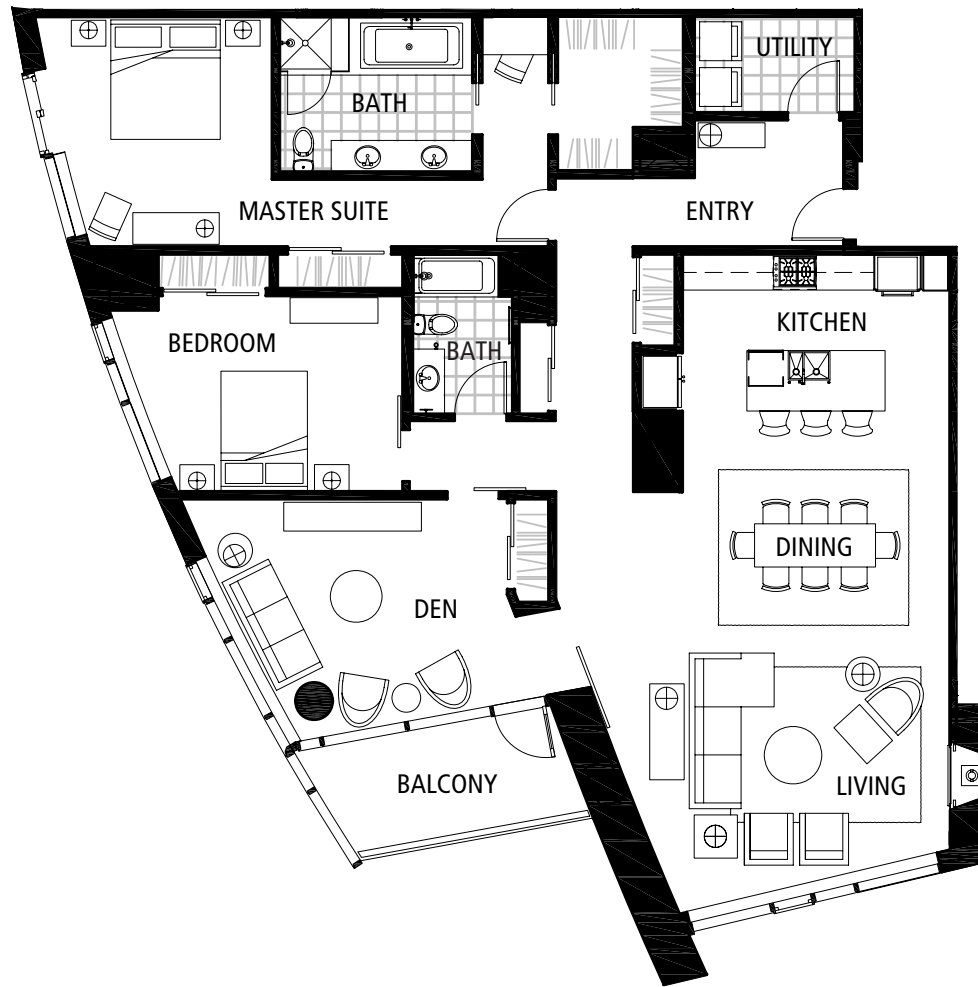 UTILITY
BATH
MASTER SUITE
ENTRY
KITCHEN
BEDROOM
BATH
DINING
DEN
BALCONY
LIVING